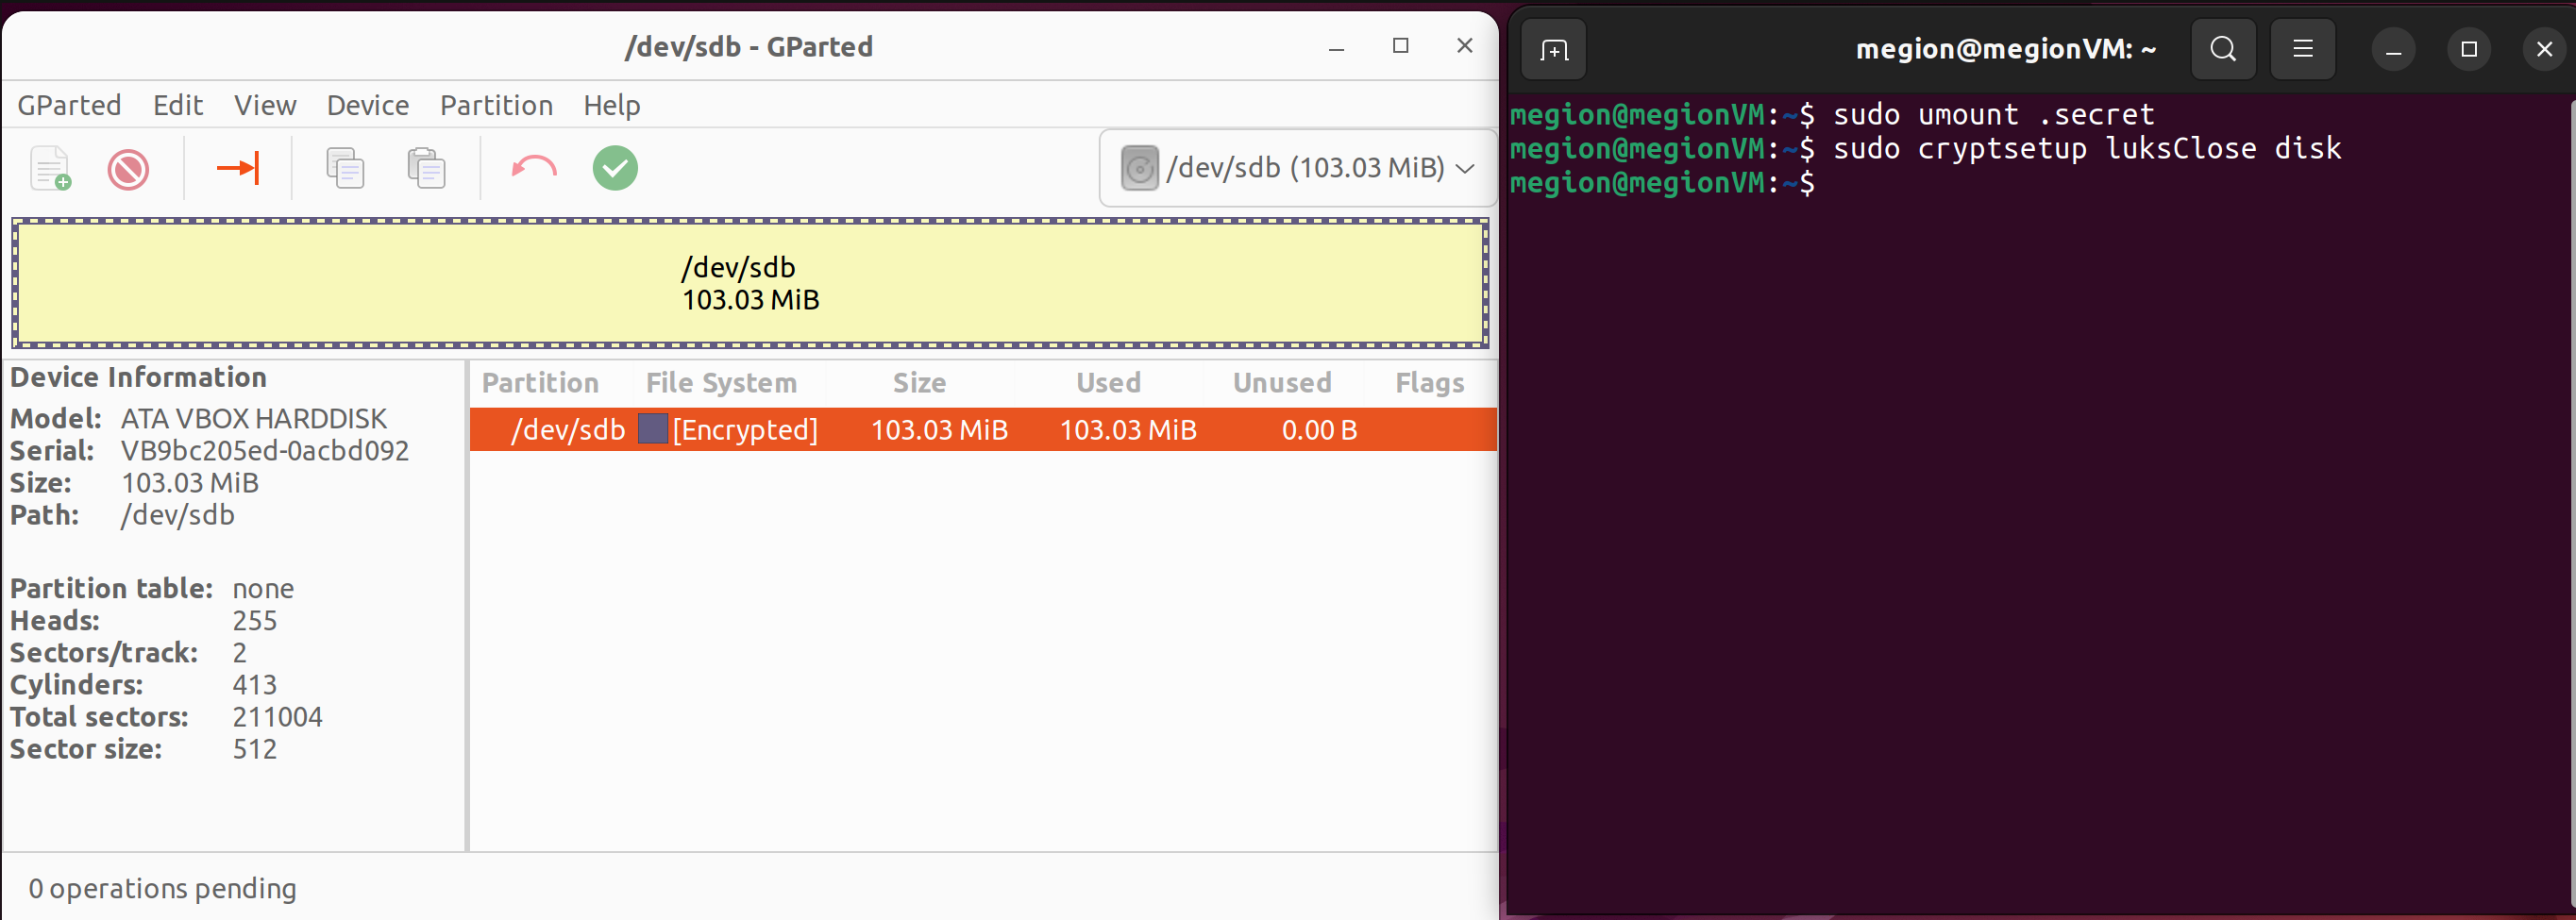 /dev/sdb - GParted
GParted Edit View Device Partition Help
/dev/sdb (103.03 MiB)
/dev/sdb
103.03 MiB
Device Information
Model: ATA VBOX HARDDISK
Serial: VB9bc205ed-0acbd092
Size: 103.03 MiB
Path: /dev/sdb
Partition table: none
Heads: 255
Sectors/track: 2
Cylinders: 413
Total sectors: 211004
Sector size: 512
Partition File System Size Used Unused Flags
/dev/sdb [Encrypted] 103.03 MiB 103.03 MiB 0.00 B
0 operations pending
megion@megionVM: ~
megion@megionVM:~$ sudo umount .secret
megion@megionVM:~$ sudo cryptsetup luksClose disk
megion@megionVM:~$